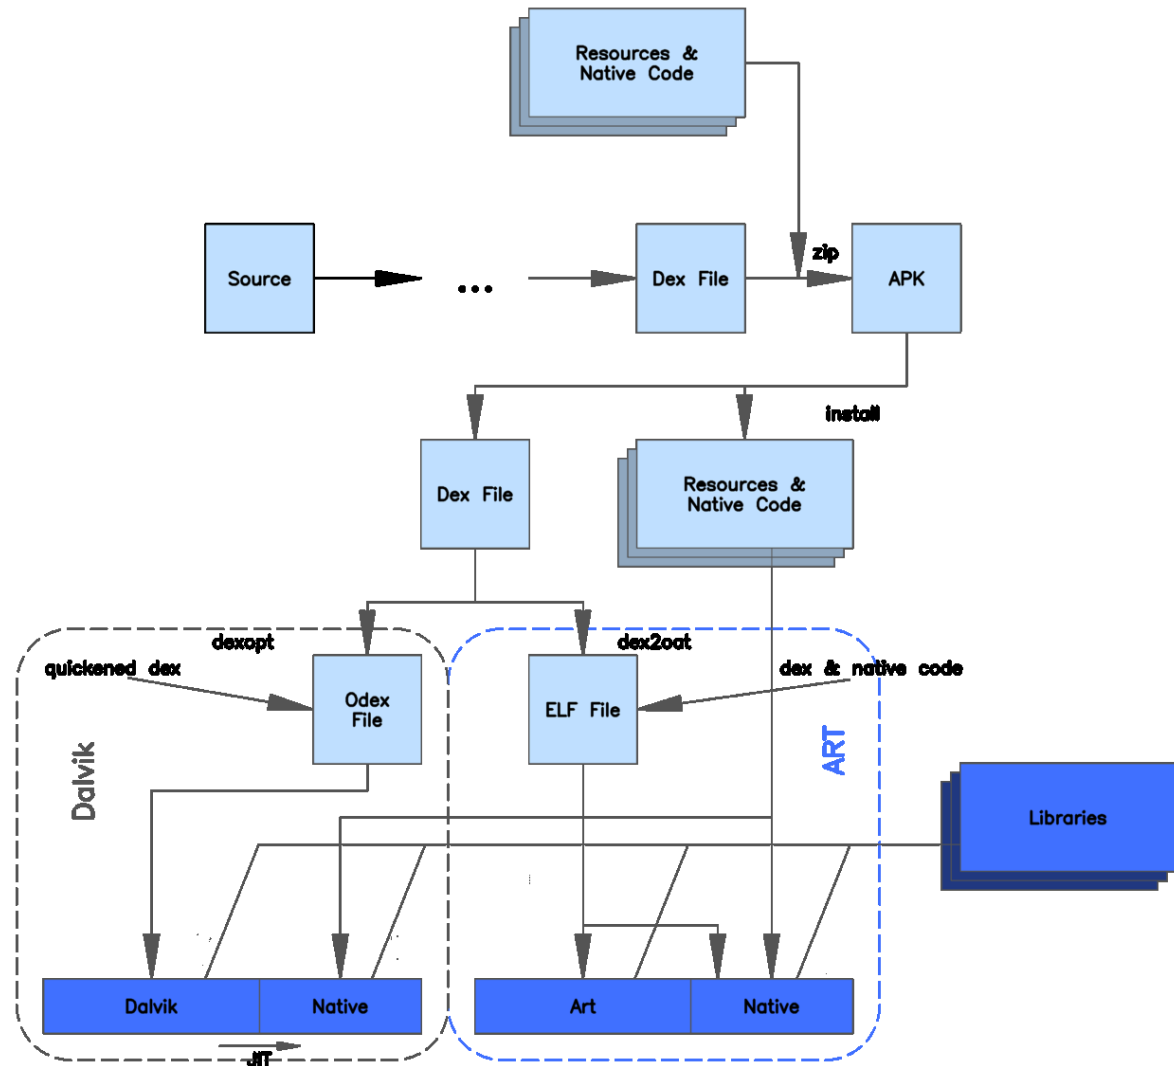 Resources &
Native Code
zip
Source
...
Dex File
APK
install
Dex File
Resources &
Native Code
dexopt
dex2oat
quickened dex
dex & native code
Odex
File
ELF File
Dalvik
ART
Libraries
Dalvik
Native
Art
Native
JIT